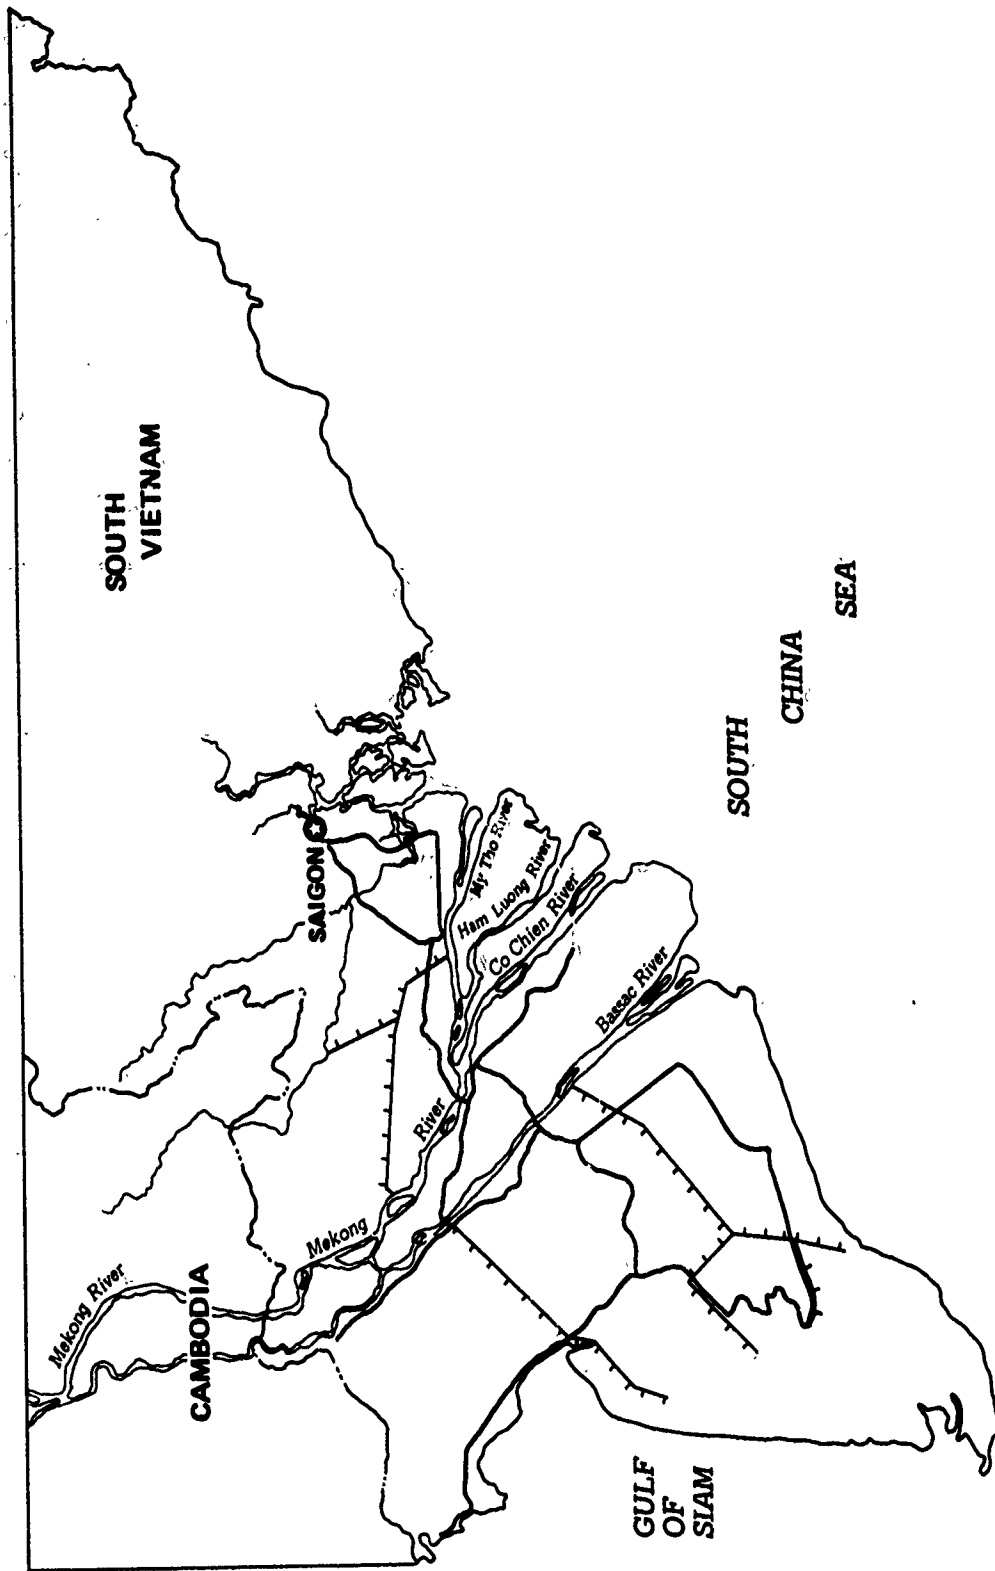 SOUTH
VIETNAM
CAMBODIA
Mekong River
SAIGON
Mekong
River
My Tho River
Ham Luong River
Co Chien River
Bassac River
GULF
OF
SIAM
SOUTH
CHINA
SEA